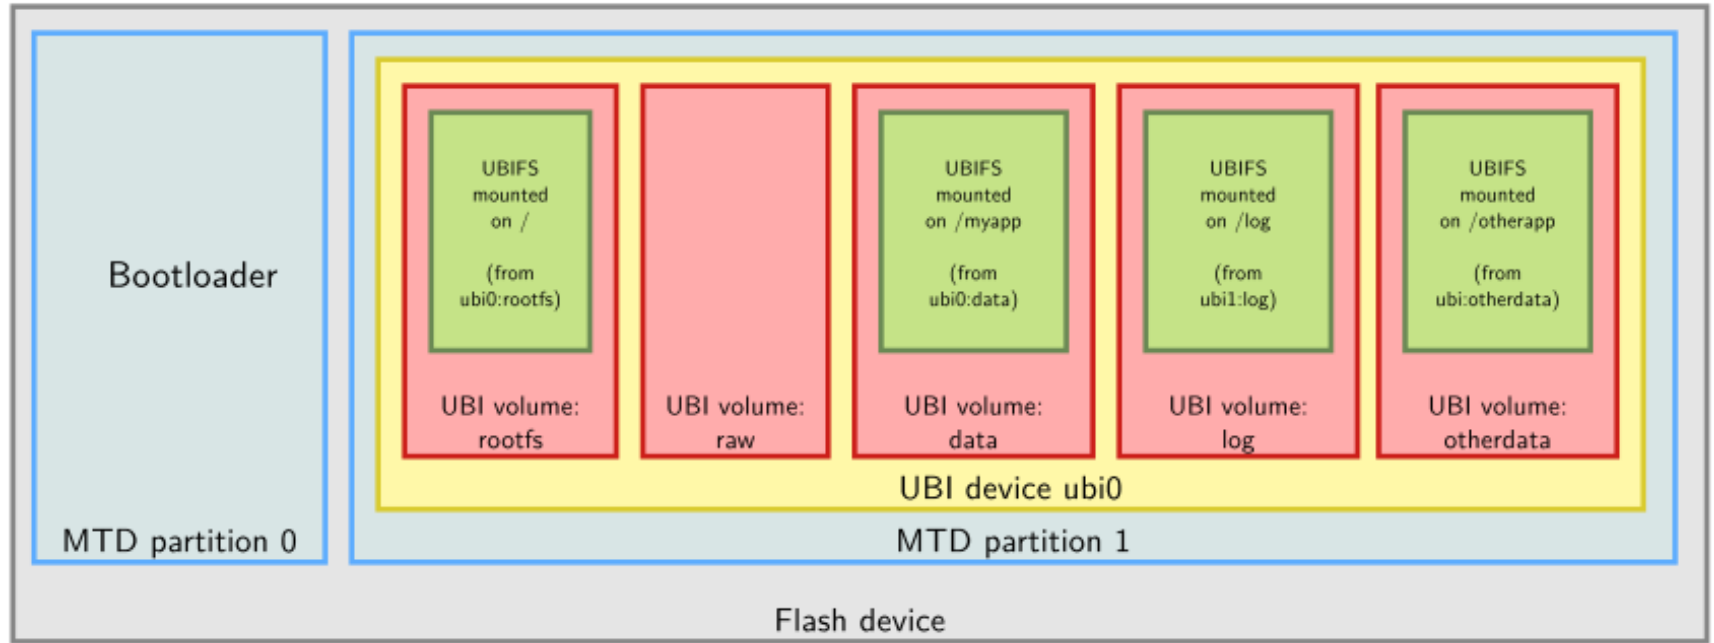 Bootloader
MTD partition 0
UBIFS
mounted
on /
(from
ubi0:rootfs)
UBI volume:
rootfs
UBI volume:
raw
UBIFS
mounted
on /myapp
(from
ubi0:data)
UBI volume:
data
UBIFS
mounted
on /log
(from
ubi1:log)
UBI volume:
log
UBIFS
mounted
on /otherapp
(from
ubi:otherdata)
UBI volume:
otherdata
UBI device ubi0
MTD partition 1
Flash device